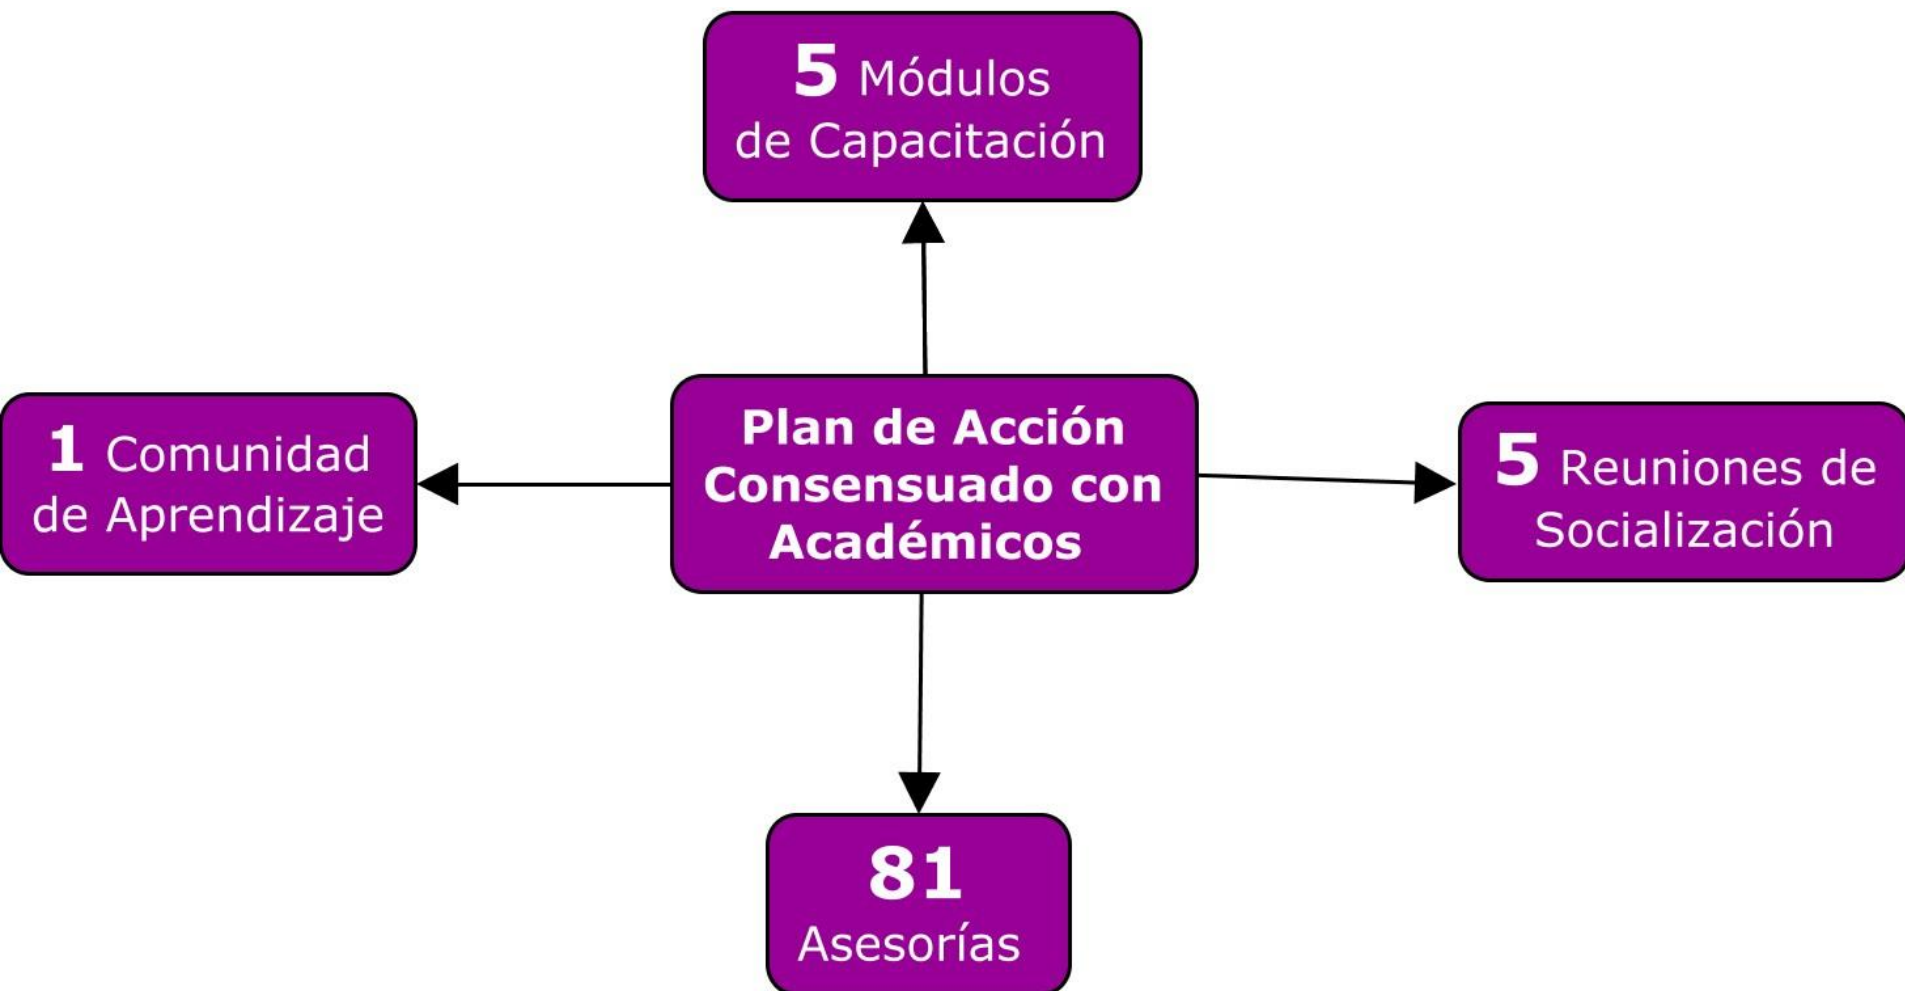 5 Módulos
de Capacitación
1 Comunidad
de Aprendizaje
Plan de Acción
Consensuado con
Académicos
5 Reuniones de
Socialización
81
Asesorías